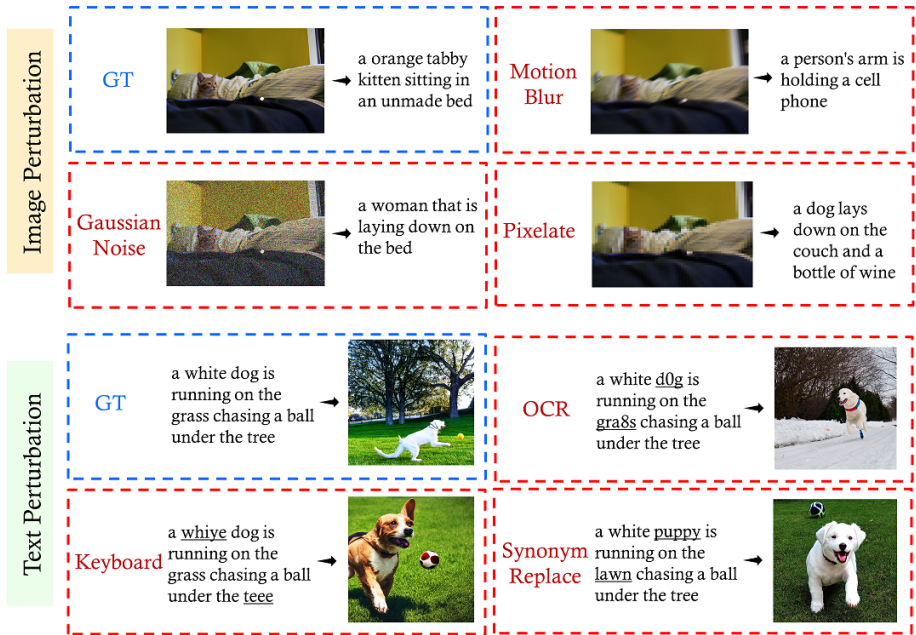 Image Perturbation
GT
a orange tabby
kitten sitting in
an unmade bed
Motion
Blur
a person's arm is
holding a cell
phone
Gaussian
Noise
a woman that is
laying down on
the bed
Pixelate
a dog lays
down on the
couch and a
bottle of wine
Text Perturbation
GT
a white dog is
running on the
grass chasing a ball
under the tree
OCR
a white d0g is
running on the
gra8s chasing a ball
under the tree
Keyboard
a whiye dog is
running on the
grass chasing a ball
under the teee
Synonym
Replace
a white puppy is
running on the
lawn chasing a ball
under the tree